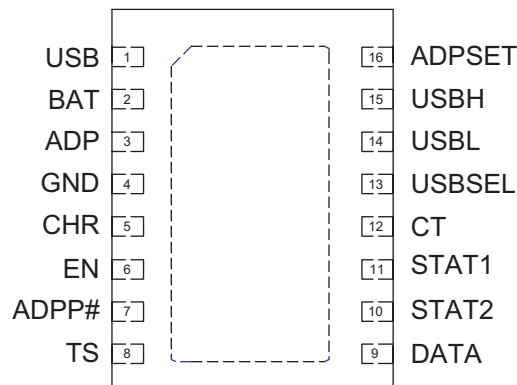 USB 1 16 ADPSET
BAT 2 15 USBH
ADP 3 14 USBL
GND 4 13 USBSEL
CHR 5 12 CT
EN 6 11 STAT1
ADPP# 7 10 STAT2
TS 8 9 DATA